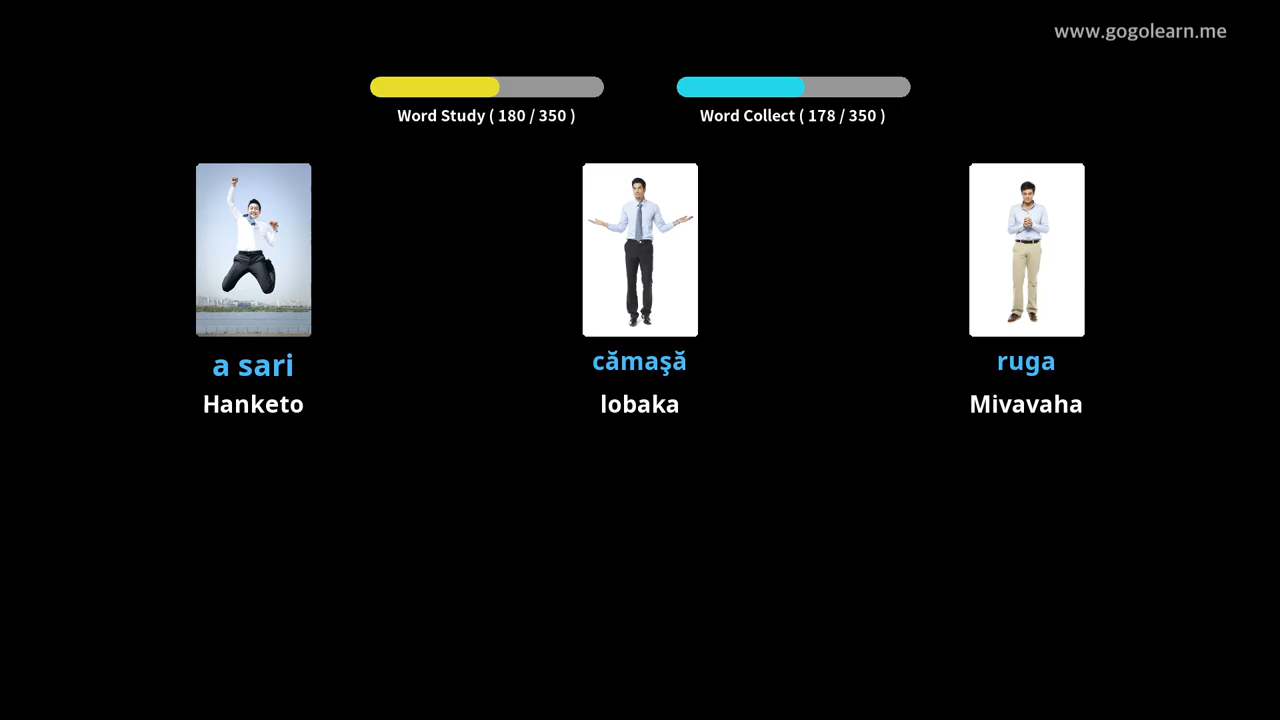 www.gogolearn.me
Word Study ( 180 / 350 )
Word Collect ( 178 / 350 )
a sari
cămaşă
ruga
Hanketo
lobaka
Mivavaha